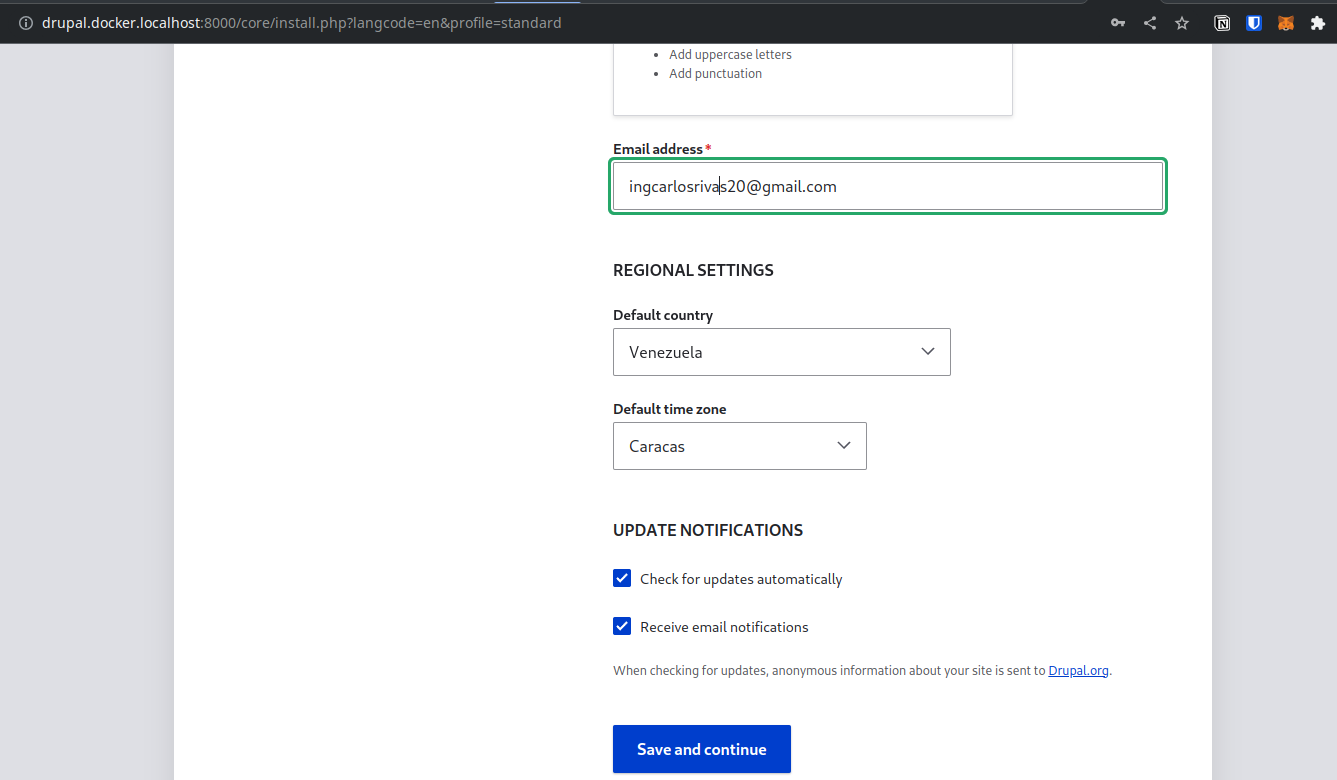 drupal.docker.localhost:8000/core/install.php?langcode=en&profile=standard
Add uppercase letters
Add punctuation
Email address *
ingcarlosrivas20@gmail.com
REGIONAL SETTINGS
Default country
Venezuela
Default time zone
Caracas
UPDATE NOTIFICATIONS
Check for updates automatically
Receive email notifications
When checking for updates, anonymous information about your site is sent to Drupal.org.
Save and continue